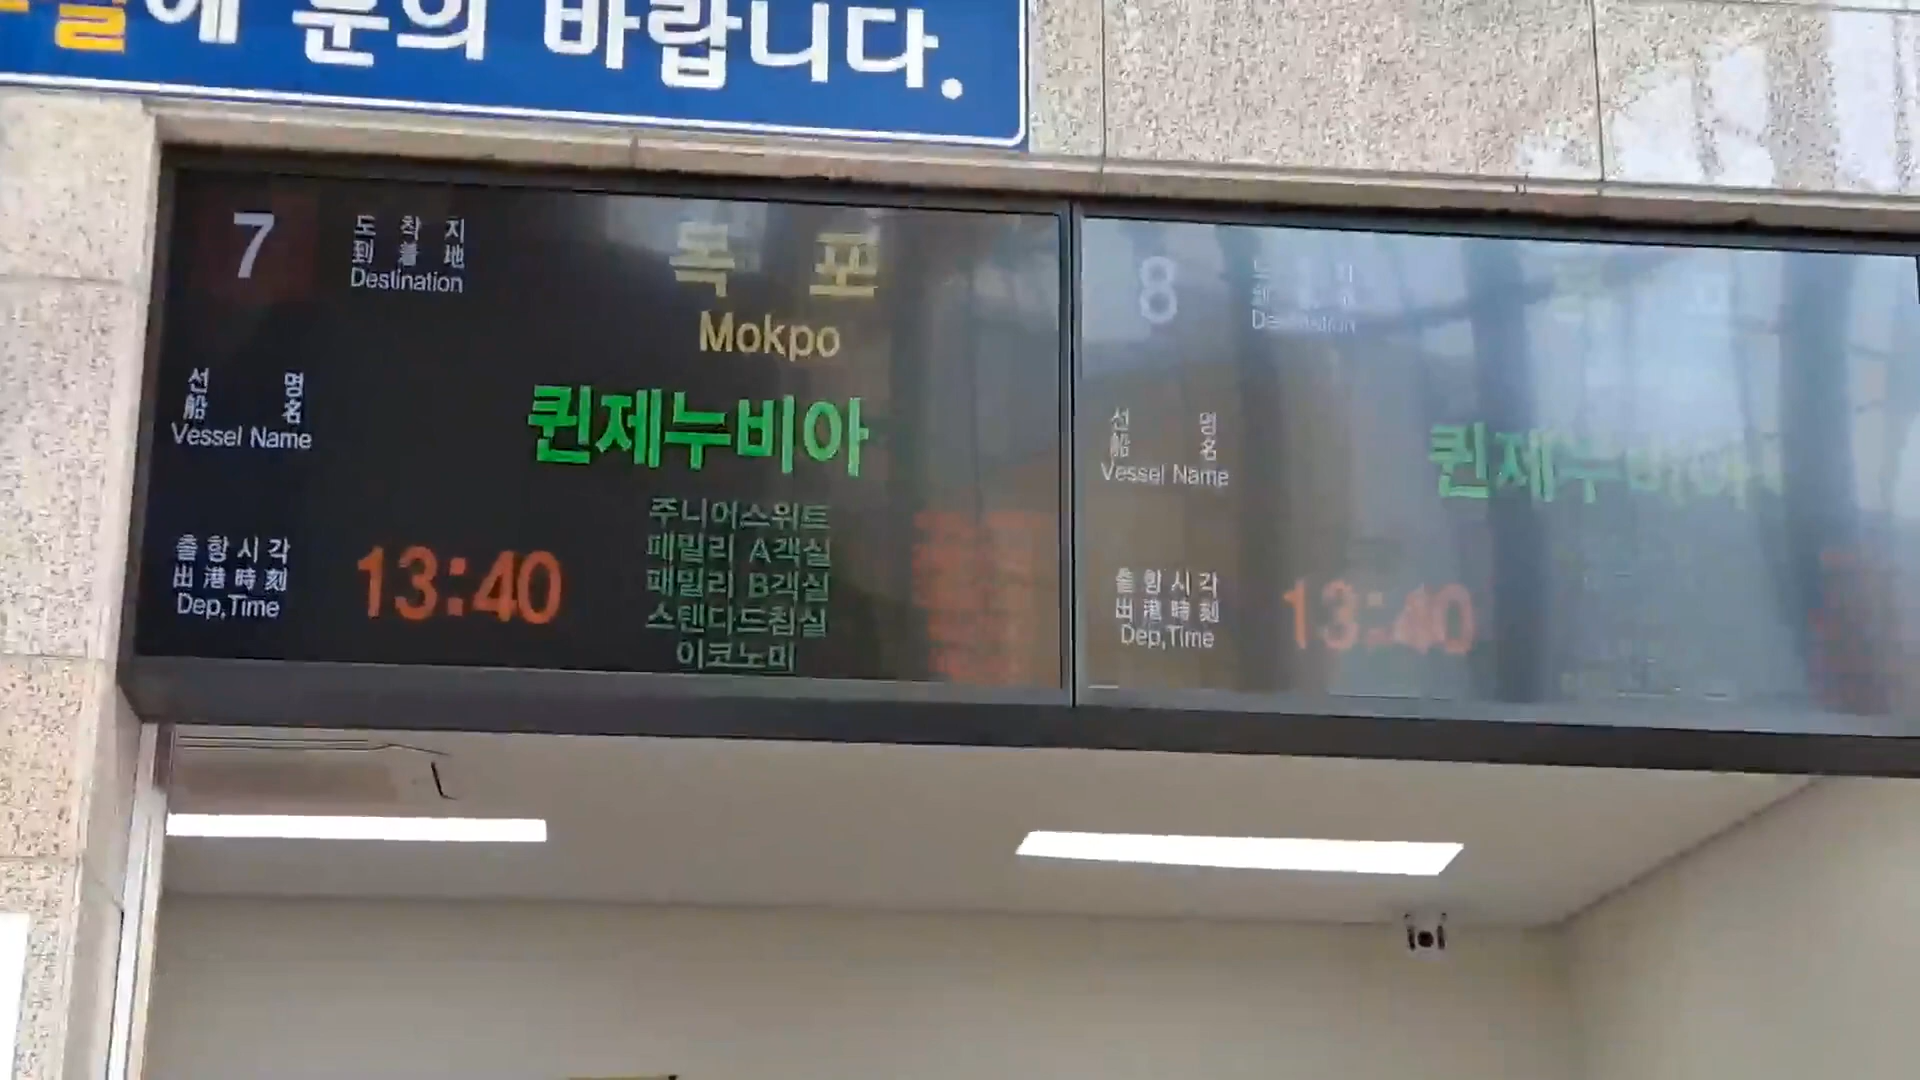 에 문의 바랍니다.
7
도 착 지
到 着 地
Destination
목 포
Mokpo
선 명
船 名
Vessel Name
퀸제누비아
출 항 시 각
出 港 時 刻
Dep,Time
13:40
주니어스위트
패밀리 A객실
패밀리 B객실
스텐다드침실
이코노미
8
Destination
선 명
船 名
Vessel Name
퀸제누비아
출 항 시 각
出 港 時 刻
Dep,Time
13:40